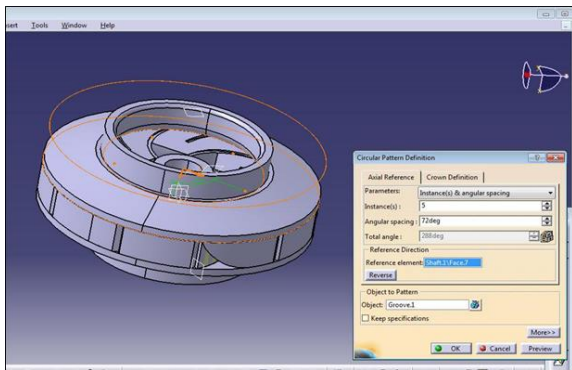 nsert Tools Window Help
Circular Pattern Definition
Axial Reference Crown Definition
Parameters: Instance(s) & angular spacing
Instance(s) : 5
Angular spacing : 72deg
Total angle : 288deg
Reference Direction
Reference element: Shaft.1\Face.7
Reverse
Object to Pattern
Object: Groove.1
Keep specifications
More>>
OK Cancel Preview